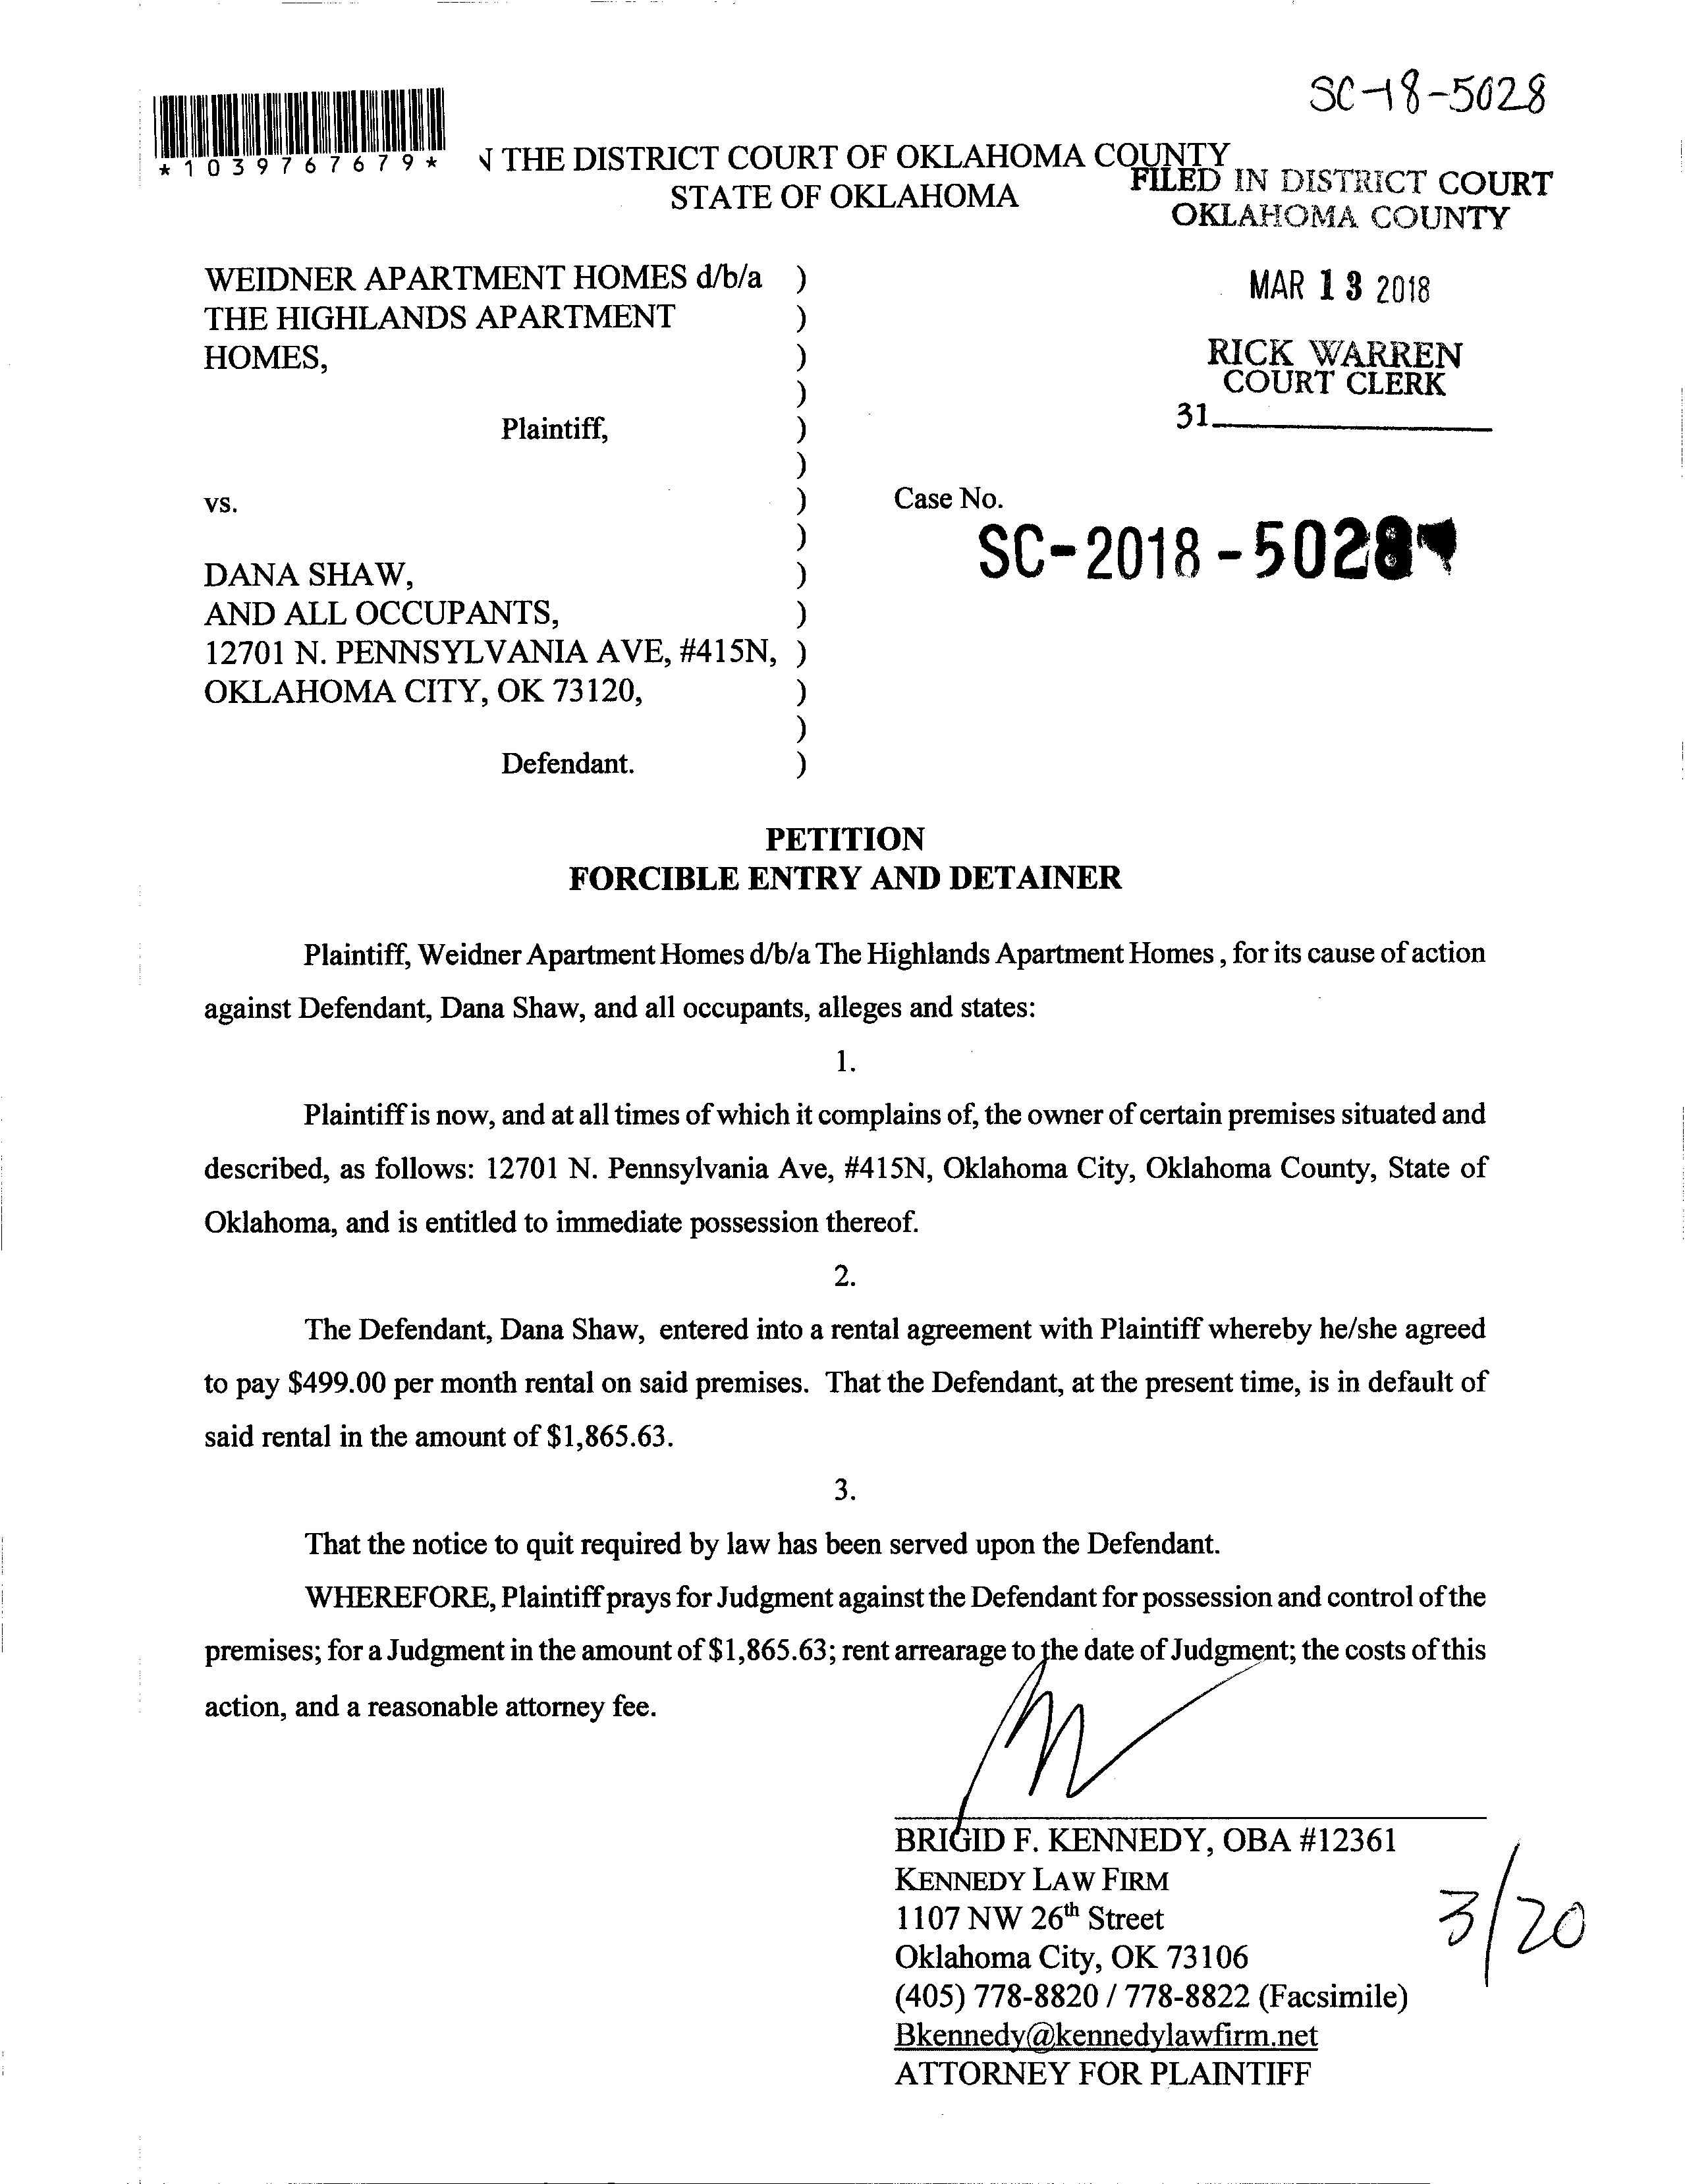 SC-18-5028
*1039767679*
N THE DISTRICT COURT OF OKLAHOMA COUNTY
STATE OF OKLAHOMA
FILED IN DISTRICT COURT
OKLAHOMA COUNTY
MAR 13 2018
RICK WARREN
COURT CLERK
31
WEIDNER APARTMENT HOMES d/b/a )
THE HIGHLANDS APARTMENT )
HOMES, )
)
Plaintiff, )
)
vs. )
)
DANA SHAW, )
AND ALL OCCUPANTS, )
12701 N. PENNSYLVANIA AVE, #415N, )
OKLAHOMA CITY, OK 73120, )
)
Defendant. )
Case No.
SC-2018-5028
PETITION
FORCIBLE ENTRY AND DETAINER
Plaintiff, Weidner Apartment Homes d/b/a The Highlands Apartment Homes , for its cause of action
against Defendant, Dana Shaw, and all occupants, alleges and states:
1.
Plaintiff is now, and at all times of which it complains of, the owner of certain premises situated and
described, as follows: 12701 N. Pennsylvania Ave, #415N, Oklahoma City, Oklahoma County, State of
Oklahoma, and is entitled to immediate possession thereof.
2.
The Defendant, Dana Shaw, entered into a rental agreement with Plaintiff whereby he/she agreed
to pay $499.00 per month rental on said premises. That the Defendant, at the present time, is in default of
said rental in the amount of $1,865.63.
3.
That the notice to quit required by law has been served upon the Defendant.
WHEREFORE, Plaintiff prays for Judgment against the Defendant for possession and control of the
premises; for a Judgment in the amount of $1,865.63; rent arrearage to the date of Judgment; the costs of this
action, and a reasonable attorney fee.
BRIGID F. KENNEDY, OBA #12361
KENNEDY LAW FIRM
1107 NW 26th Street
Oklahoma City, OK 73106
(405) 778-8820 / 778-8822 (Facsimile)
Bkennedy@kennedylawfirm.net
ATTORNEY FOR PLAINTIFF
3/20